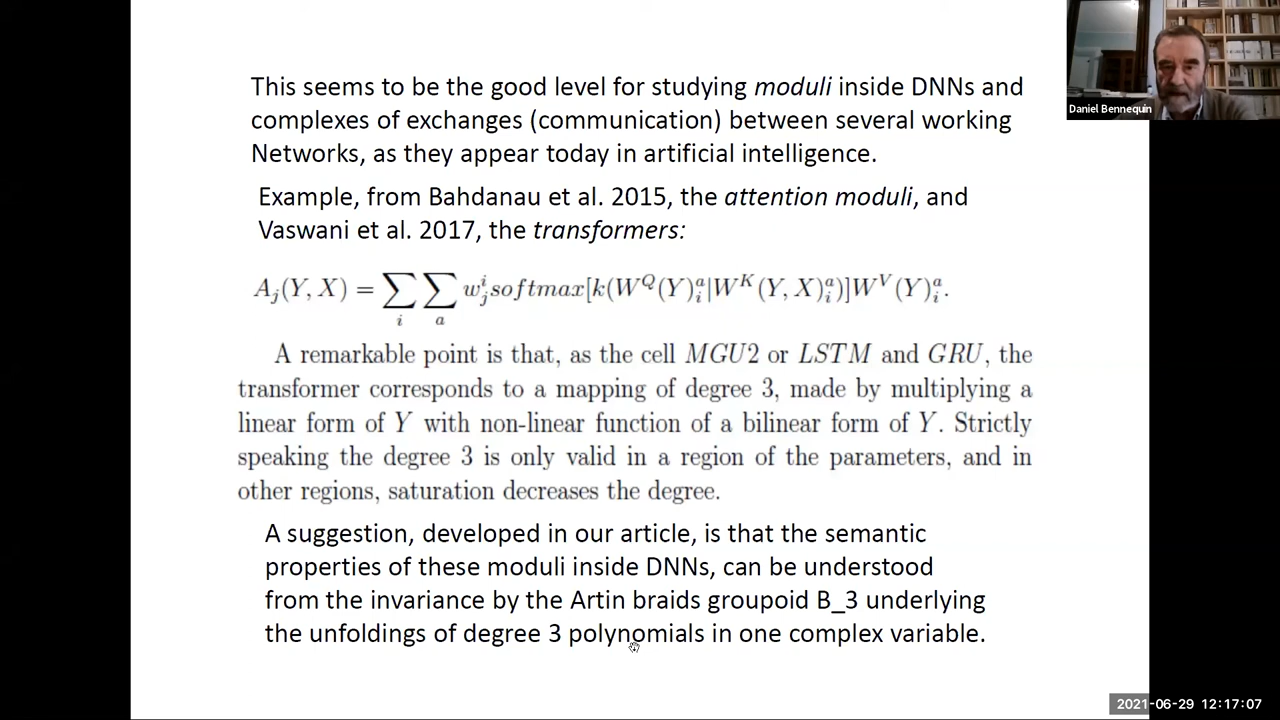 This seems to be the good level for studying moduli inside DNNs and
complexes of exchanges (communication) between several working
Networks, as they appear today in artificial intelligence.
Example, from Bahdanau et al. 2015, the attention moduli, and
Vaswani et al. 2017, the transformers:
A_j(Y, X) = ∑_i ∑_a w^i_j softmax[k(W^Q(Y)^a_i|W^K(Y, X)^a_i)]W^V(Y)^a_i.
A remarkable point is that, as the cell MGU2 or LSTM and GRU, the
transformer corresponds to a mapping of degree 3, made by multiplying a
linear form of Y with non-linear function of a bilinear form of Y. Strictly
speaking the degree 3 is only valid in a region of the parameters, and in
other regions, saturation decreases the degree.
A suggestion, developed in our article, is that the semantic
properties of these moduli inside DNNs, can be understood
from the invariance by the Artin braids groupoid B_3 underlying
the unfoldings of degree 3 polynomials in one complex variable.
Daniel Bennequin
2021-06-29 12:17:07